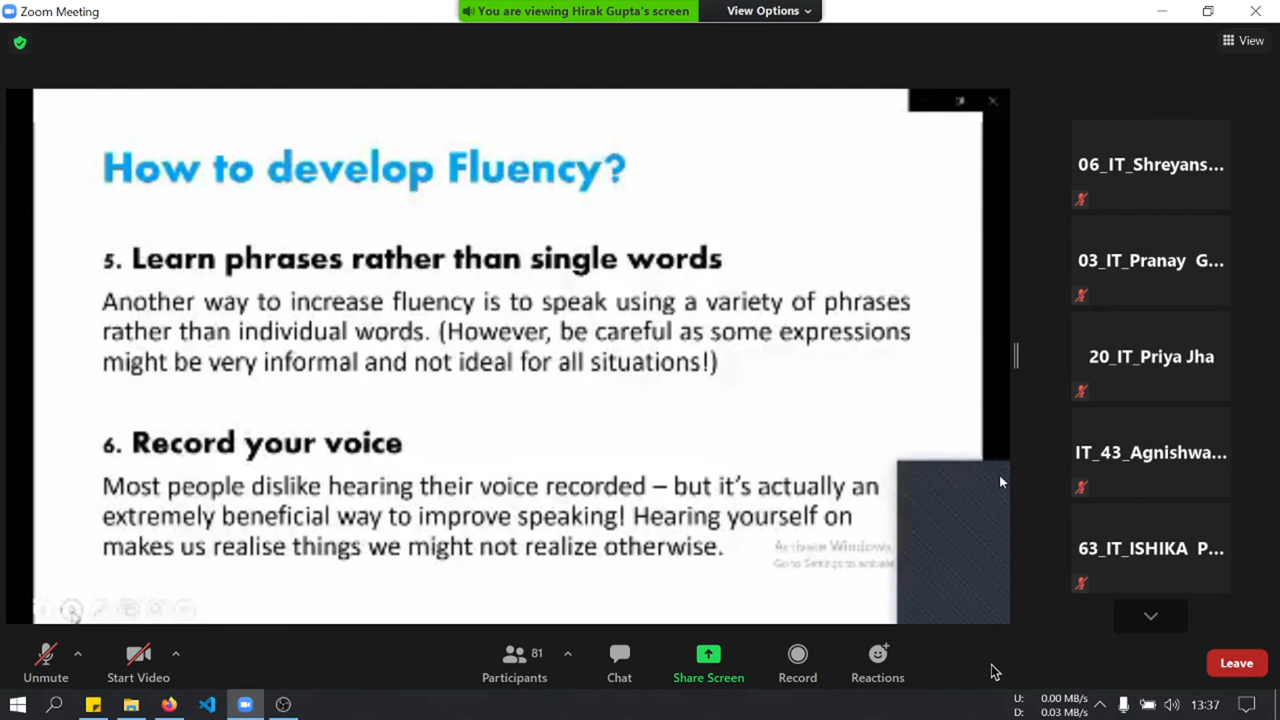 Zoom Meeting
You are viewing Hirak Gupta's screen
View Options
View
How to develop Fluency?
5. Learn phrases rather than single words
Another way to increase fluency is to speak using a variety of phrases
rather than individual words. (However, be careful as some expressions
might be very informal and not ideal for all situations!)
6. Record your voice
Most people dislike hearing their voice recorded – but it's actually an
extremely beneficial way to improve speaking! Hearing yourself on
makes us realise things we might not realize otherwise.
Activate Windows
Go to Settings to activate
06_IT_Shreyans...
03_IT_Pranay G...
20_IT_Priya Jha
IT_43_Agnishwa...
63_IT_ISHIKA P...
Unmute
Start Video
81
Participants
Chat
Share Screen
Record
Reactions
Leave
U: 0.00 MB/s
D: 0.03 MB/s
13:37